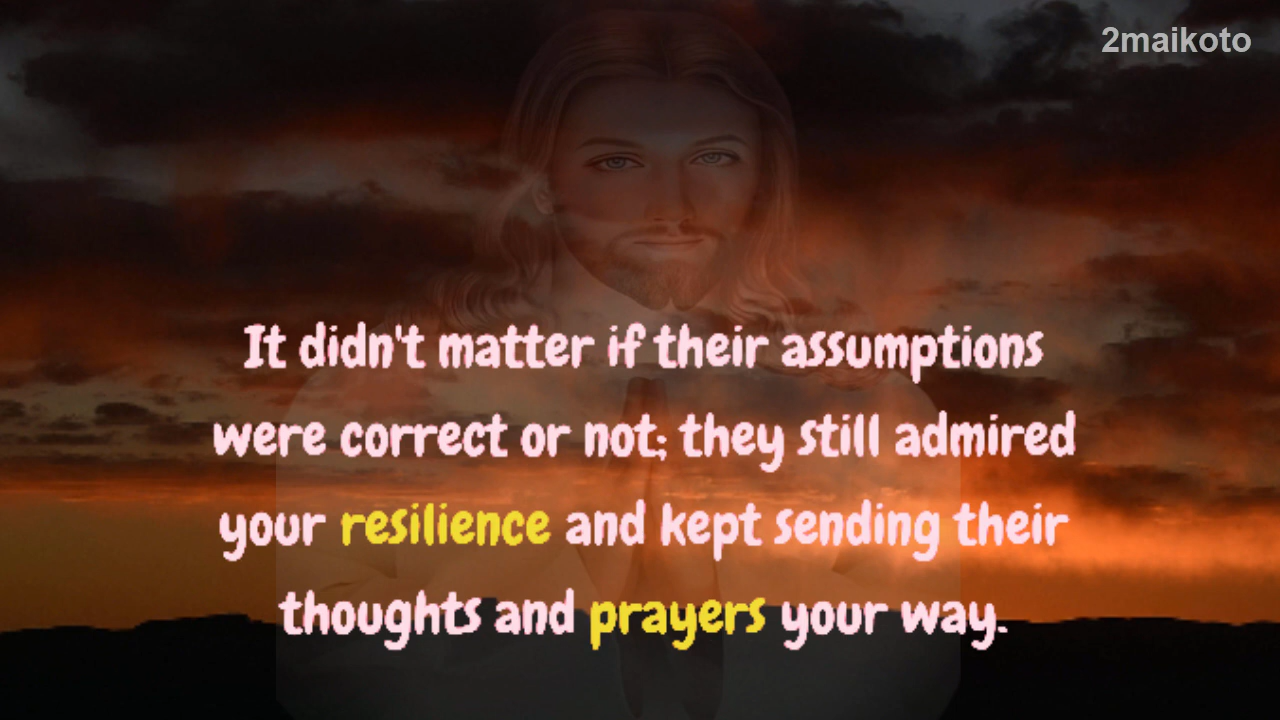 2maikoto
It didn't matter if their assumptions
were correct or not; they still admired
your resilience and kept sending their
thoughts and prayers your way.